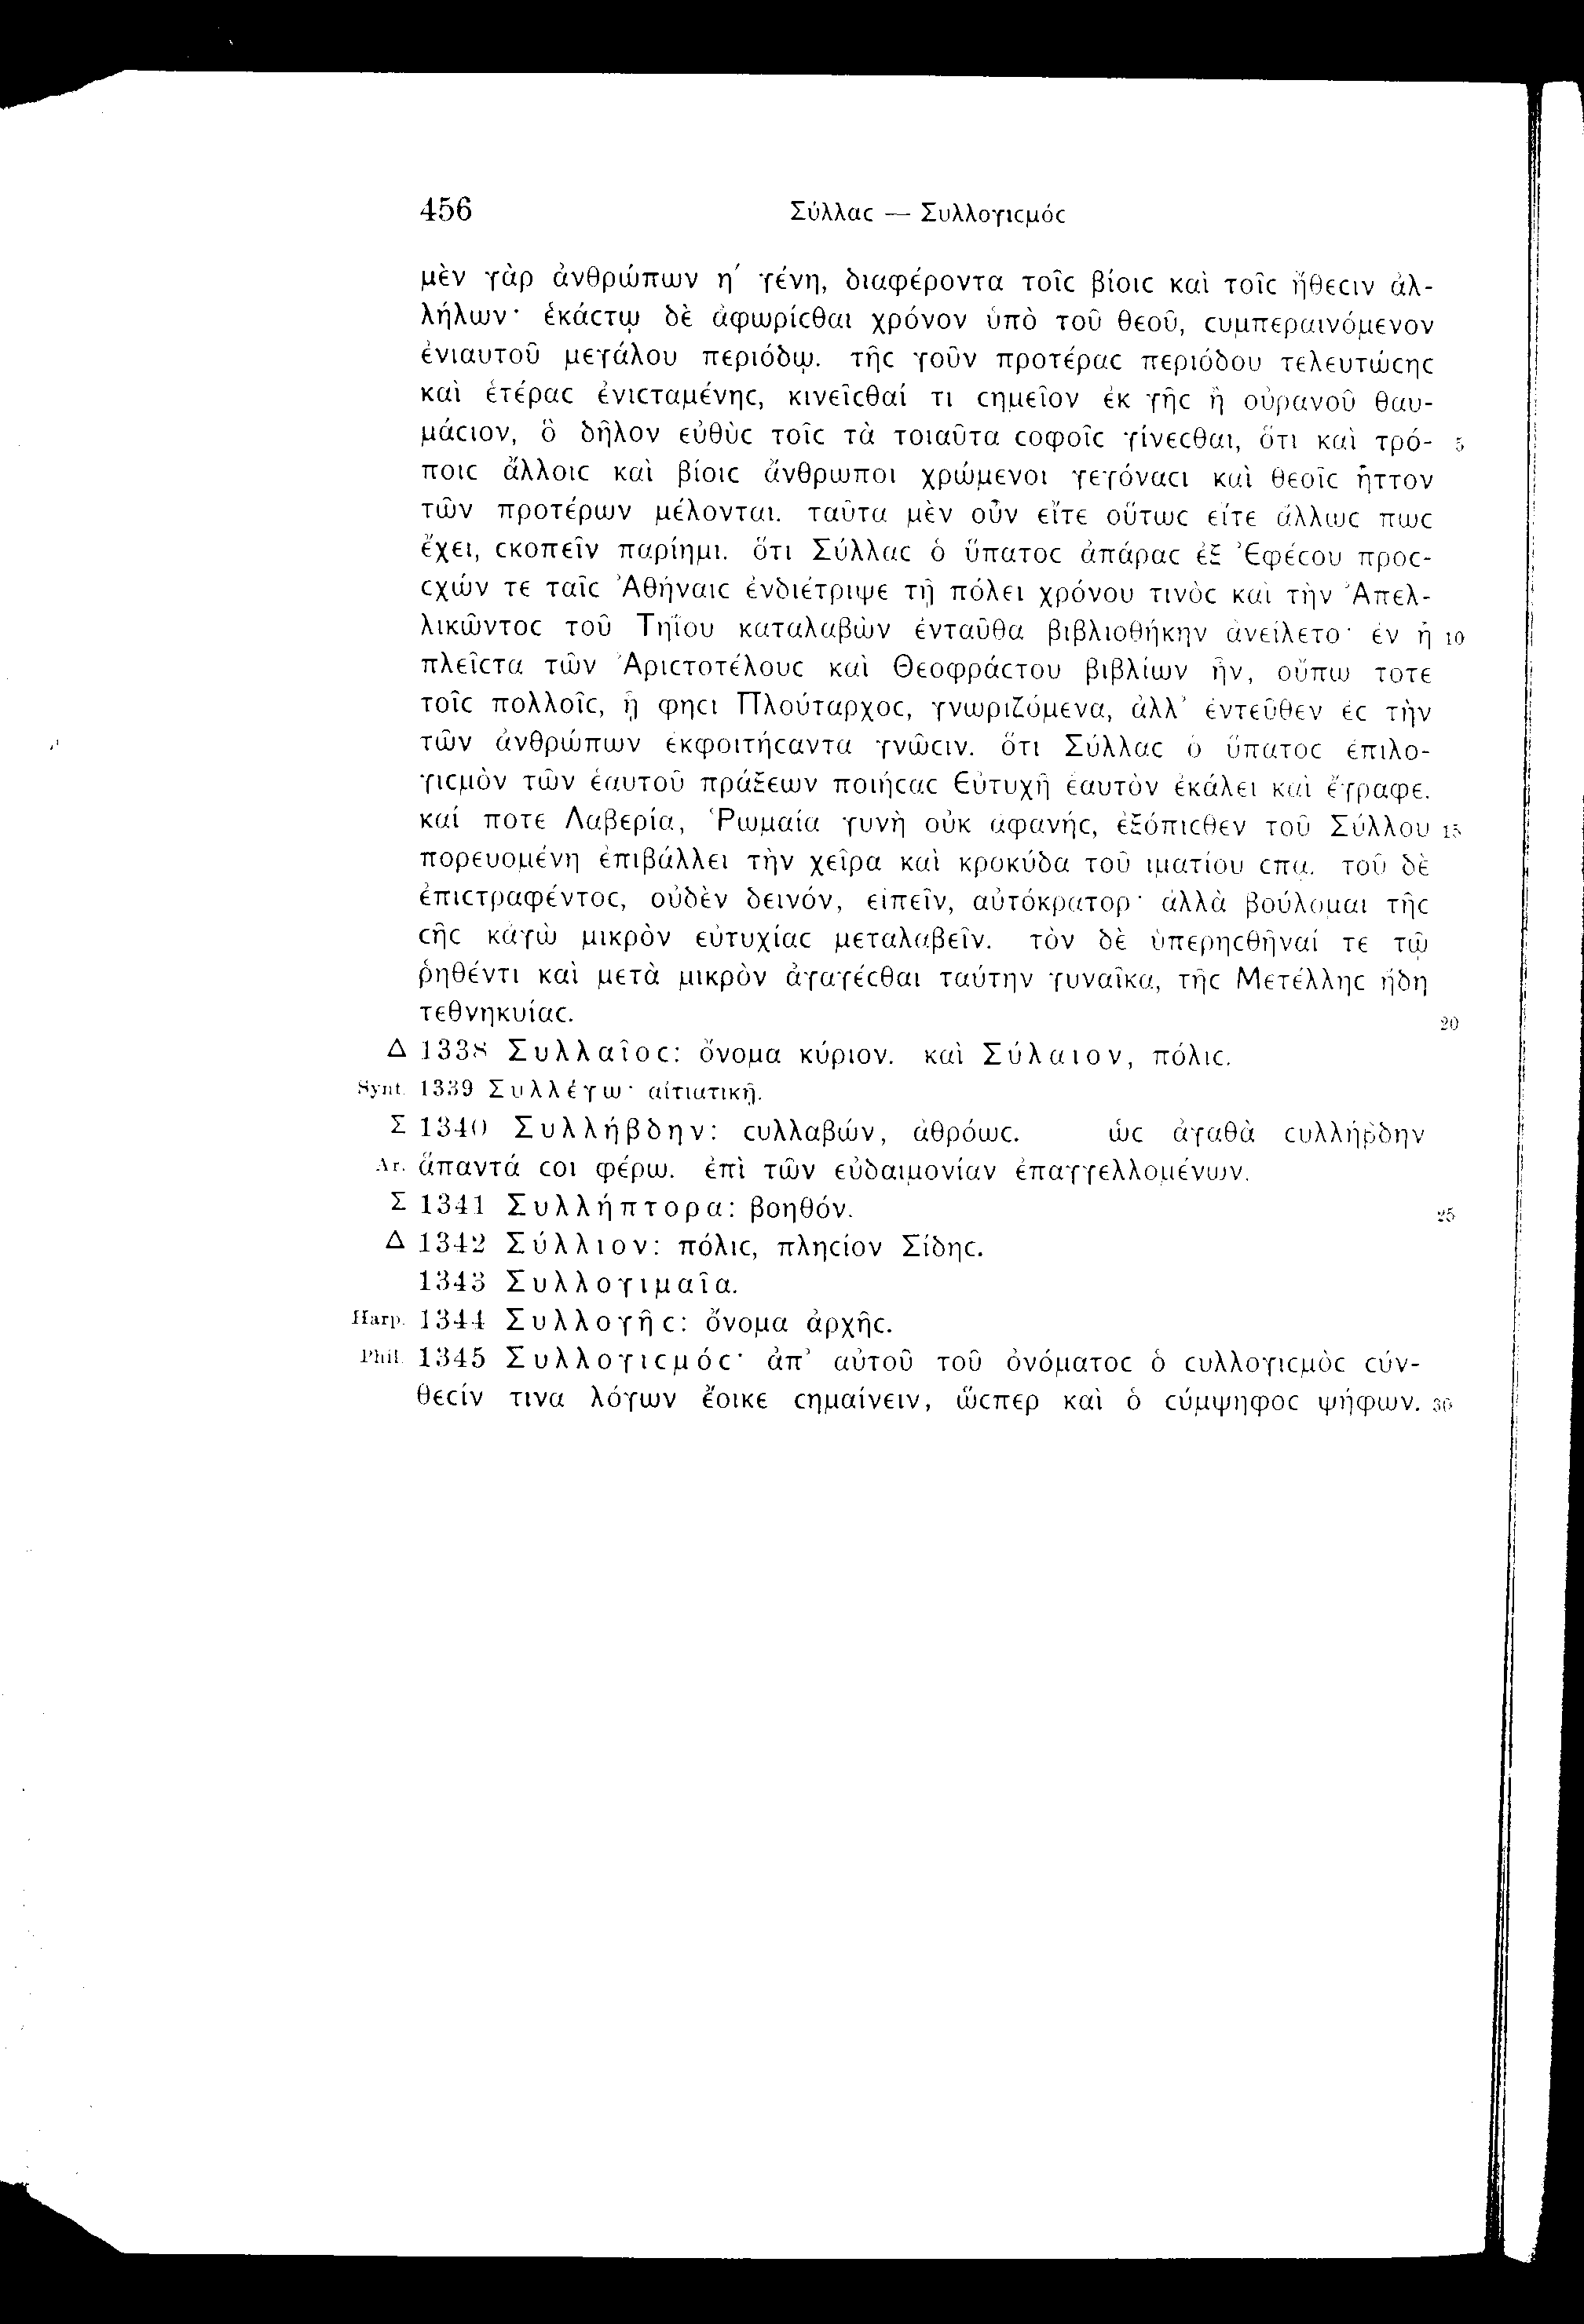 456 Σύλλαϲ — Συλλογιϲμόϲ
μὲν γὰρ ἀνθρώπων η΄ γένη, διαφέροντα τοῖϲ βίοιϲ καὶ τοῖϲ ἤθεϲιν ἀλ-
λήλων· ἑκάϲτῳ δὲ ἀφωρίϲθαι χρόνον ὑπὸ τοῦ θεοῦ, ϲυμπεραινόμενον
ἐνιαυτοῦ μεγάλου περιόδῳ. τῆϲ γοῦν προτέραϲ περιόδου τελευτώϲηϲ
καὶ ἑτέραϲ ἐνιϲταμένηϲ, κινεῖϲθαί τι ϲημεῖον ἐκ γῆϲ ἢ οὐρανοῦ θαυ-
μάϲιον, ὃ δῆλον εὐθὺϲ τοῖϲ τὰ τοιαῦτα ϲοφοῖϲ γίνεϲθαι, ὅτι καὶ τρό- 5
ποιϲ ἄλλοιϲ καὶ βίοιϲ ἄνθρωποι χρώμενοι γεγόναϲι καὶ θεοῖϲ ἧττον
τῶν προτέρων μέλονται. ταῦτα μὲν οὖν εἴτε οὕτωϲ εἴτε ἄλλωϲ πωϲ
ἔχει, ϲκοπεῖν παρίημι. ὅτι Σύλλαϲ ὁ ὕπατοϲ ἀπάραϲ ἐξ Ἐφέϲου προϲ-
ϲχών τε ταῖϲ Ἀθήναιϲ ἐνδιέτριψε τῇ πόλει χρόνου τινὸϲ καὶ τὴν Ἀπελ-
λικῶντοϲ τοῦ Τηΐου καταλαβὼν ἐνταῦθα βιβλιοθήκην ἀνείλετο· ἐν ᾗ 10
πλεῖϲτα τῶν Ἀριϲτοτέλουϲ καὶ Θεοφράϲτου βιβλίων ἦν, οὔπω τοτε
τοῖϲ πολλοῖϲ, ᾗ φηϲι Πλούταρχοϲ, γνωριζόμενα, ἀλλ’ ἐντεῦθεν ἐϲ τὴν
τῶν ἀνθρώπων ἐκφοιτήϲαντα γνῶϲιν. ὅτι Σύλλαϲ ὁ ὕπατοϲ ἐπιλο-
γιϲμὸν τῶν ἑαυτοῦ πράξεων ποιήϲαϲ Εὐτυχῆ ἑαυτὸν ἐκάλει καὶ ἔγραφε.
καί ποτε Λαβερία, Ῥωμαία γυνὴ οὐκ ἀφανήϲ, ἐξόπιϲθεν τοῦ Σύλλου 15
πορευομένη ἐπιβάλλει τὴν χεῖρα καὶ κροκύδα τοῦ ἱματίου ϲπᾷ. τοῦ δὲ
ἐπιϲτραφέντοϲ, οὐδὲν δεινόν, εἰπεῖν, αὐτόκρατορ· ἀλλὰ βούλομαι τῆϲ
ϲῆϲ κἀγὼ μικρὸν εὐτυχίαϲ μεταλαβεῖν. τὸν δὲ ὑπερηϲθῆναί τε τῷ
ῥηθέντι καὶ μετὰ μικρὸν ἀγαγέϲθαι ταύτην γυναῖκα, τῆϲ Μετέλληϲ ἤδη
τεθνηκυίαϲ. 20
Δ 1338 Συλλαῖοϲ: ὄνομα κύριον. καὶ Σύλαιον, πόλιϲ.
Synt. 1339 Συλλέγω· αἰτιατικῇ.
Σ 1340 Συλλήβδην: ϲυλλαβών, ἀθρόωϲ. ὡϲ ἀγαθὰ ϲυλλήβδην
Ar. ἅπαντά ϲοι φέρω. ἐπὶ τῶν εὐδαιμονίαν ἐπαγγελλομένων.
Σ 1341 Συλλήπτορα: βοηθόν. 25
Δ 1342 Σύλλιον: πόλιϲ, πληϲίον Σίδηϲ.
1343 Συλλογιμαῖα.
Harp. 1344 Συλλογῆϲ: ὄνομα ἀρχῆϲ.
Phil. 1345 Συλλογιϲμόϲ· ἀπ’ αὐτοῦ τοῦ ὀνόματοϲ ὁ ϲυλλογιϲμὸϲ ϲύν-
θεϲίν τινα λόγων ἔοικε ϲημαίνειν, ὥϲπερ καὶ ὁ ϲύμψηφοϲ ψήφων. 30